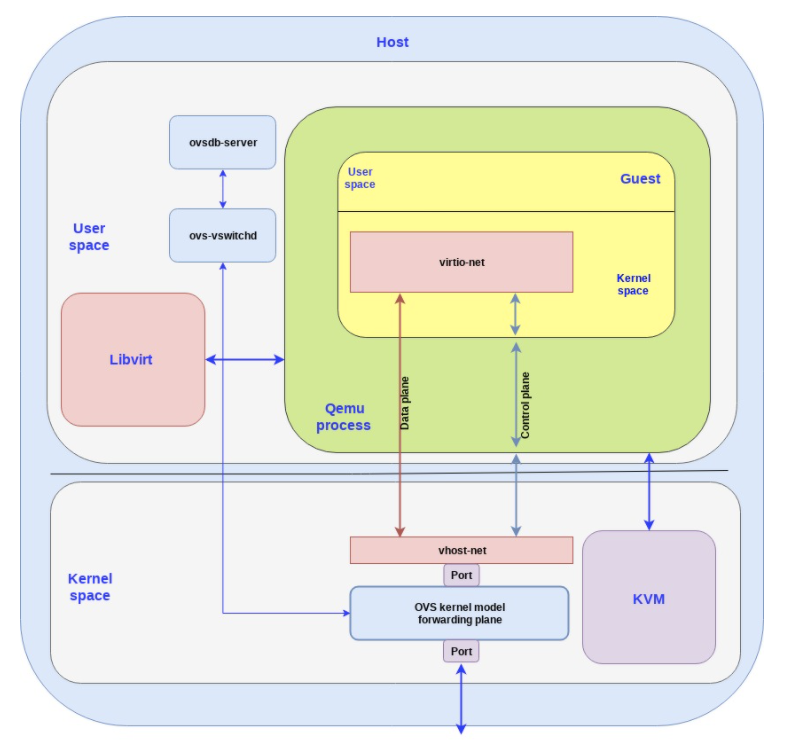 Host
ovsdb-server
ovs-vswitchd
User
space
Libvirt
User
space
Guest
virtio-net
Kernel
space
Data plane
Control plane
Qemu
process
Kernel
space
vhost-net
Port
OVS kernel model
forwarding plane
Port
KVM